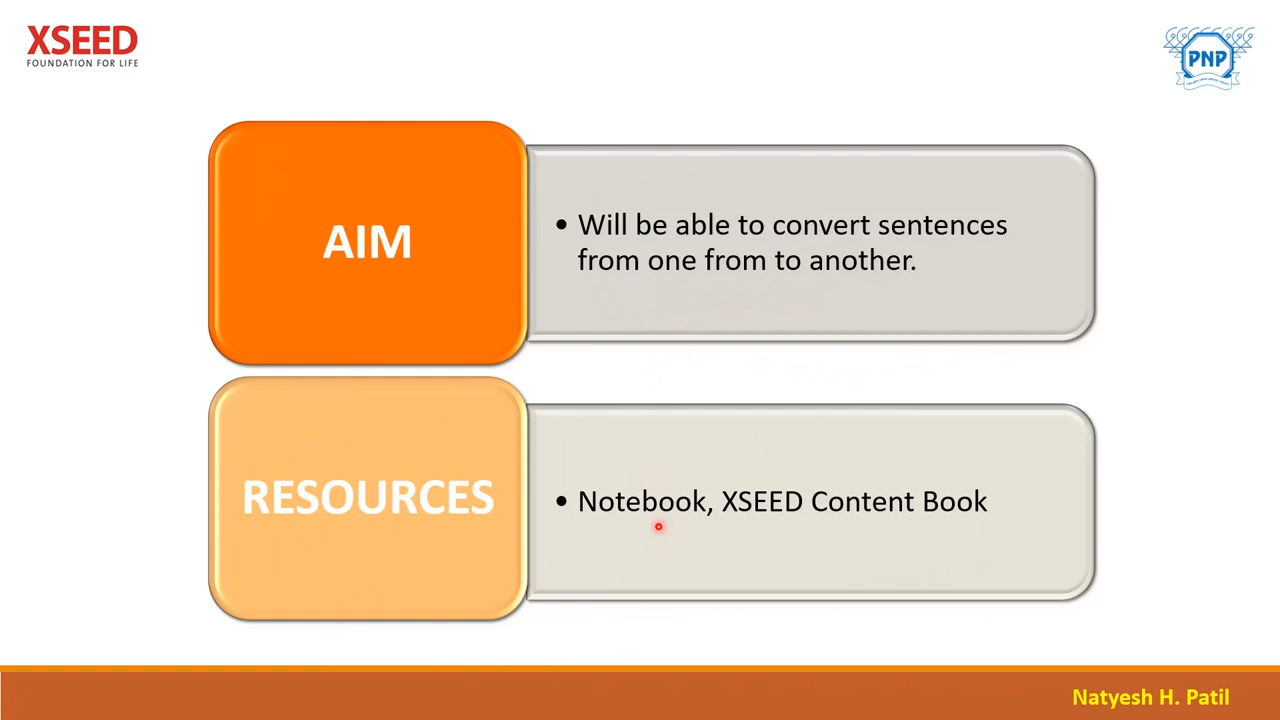 XSEED
FOUNDATION FOR LIFE
PNP
AIM
• Will be able to convert sentences
from one from to another.
RESOURCES
• Notebook, XSEED Content Book
Natyesh H. Patil